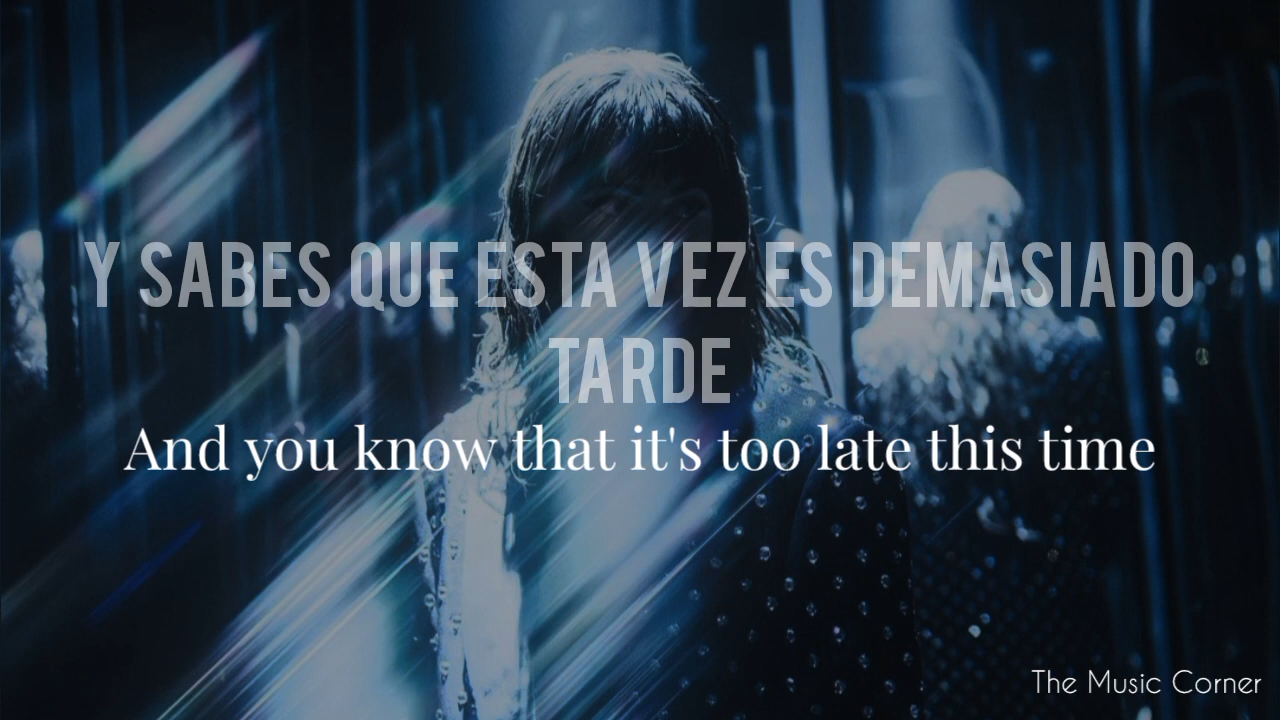 Y SABES QUE ESTA VEZ ES DEMASIADO
TARDE
And you know that it's too late this time
The Music Corner